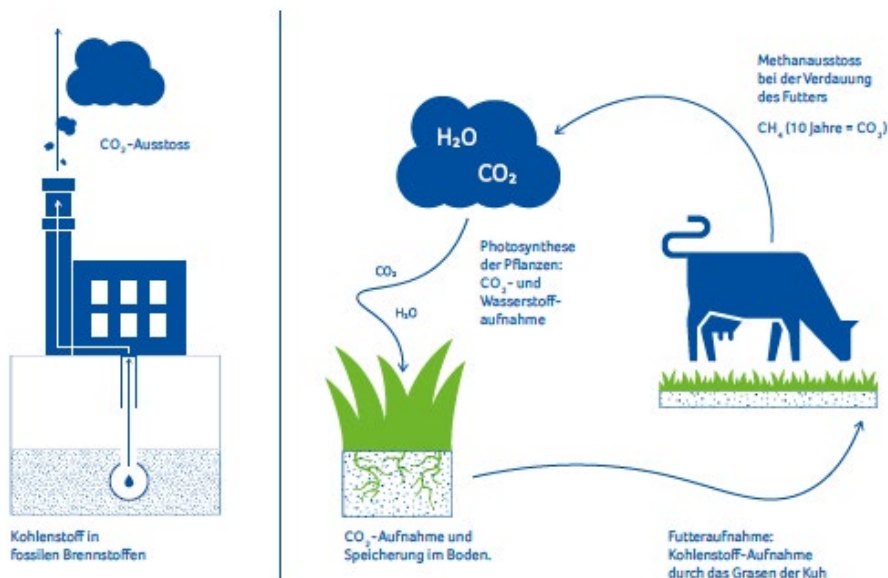 CO₂-Ausstoss
Kohlenstoff in
fossilen Brennstoffen
H₂O
CO₂
Methanausstoss
bei der Verdauung
des Futters
CH₄ (10 Jahre = CO₂)
Photosynthese
der Pflanzen:
CO₂- und
Wasserstoff-
aufnahme
CO₂
H₂O
CO₂-Aufnahme und
Speicherung im Boden.
Futteraufnahme:
Kohlenstoff-Aufnahme
durch das Grasen der Kuh